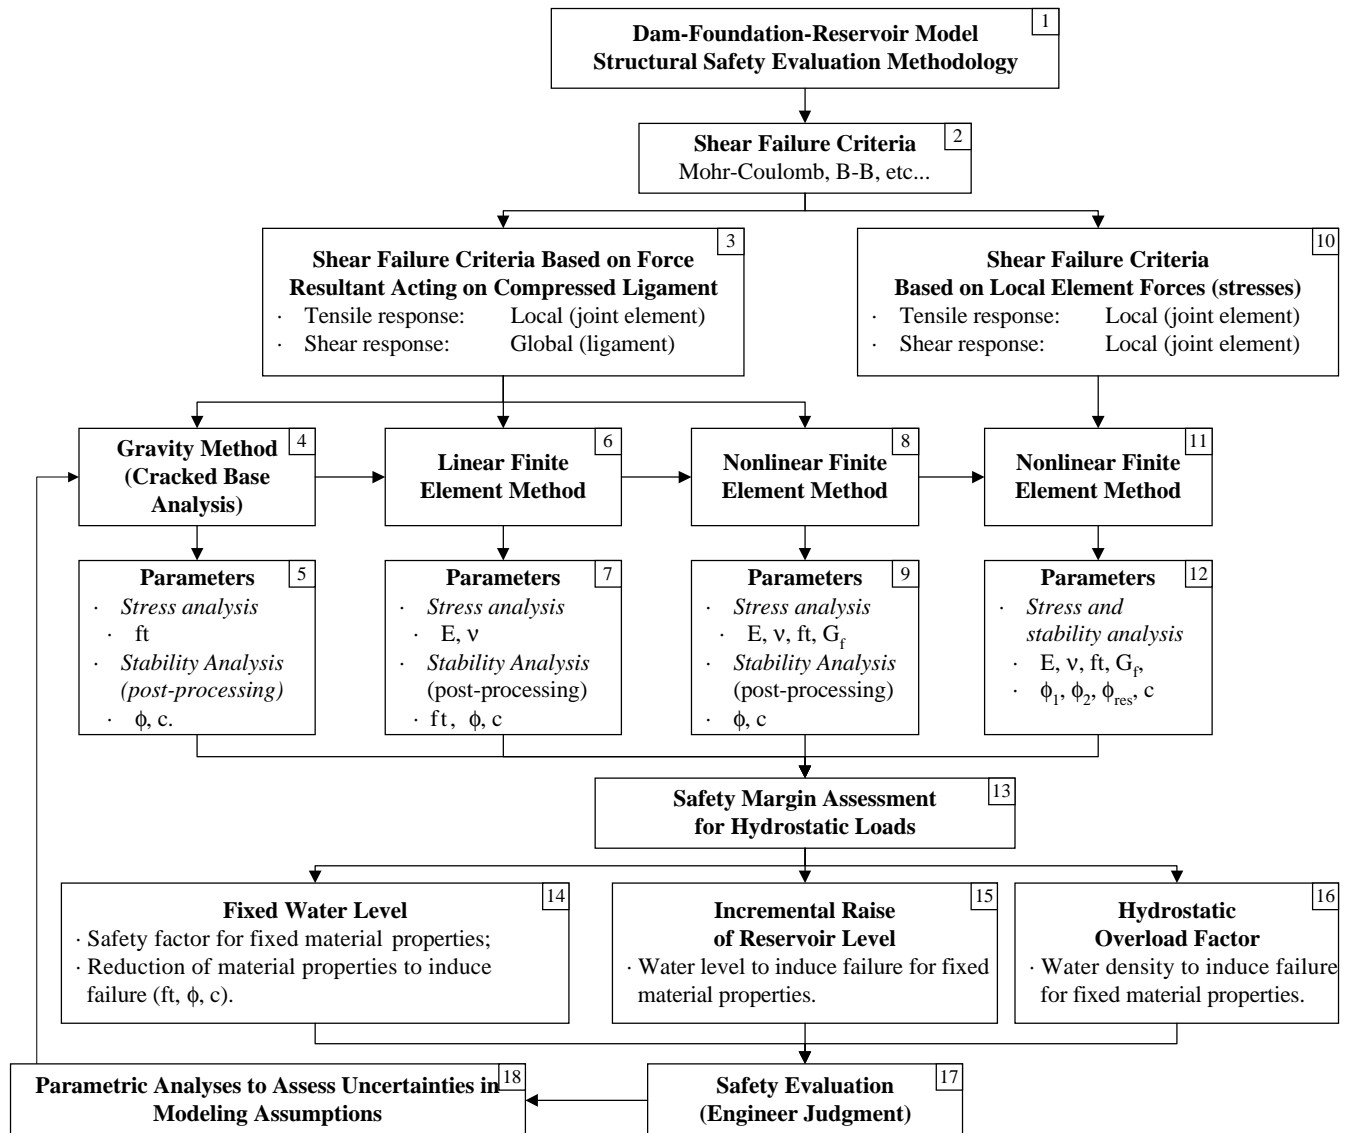 1
Dam-Foundation-Reservoir Model
Structural Safety Evaluation Methodology
2
Shear Failure Criteria
Mohr-Coulomb, B-B, etc...
3
Shear Failure Criteria Based on Force
Resultant Acting on Compressed Ligament
· Tensile response: Local (joint element)
· Shear response: Global (ligament)
10
Shear Failure Criteria
Based on Local Element Forces (stresses)
· Tensile response: Local (joint element)
· Shear response: Local (joint element)
4
Gravity Method
(Cracked Base
Analysis)
6
Linear Finite
Element Method
8
Nonlinear Finite
Element Method
11
Nonlinear Finite
Element Method
5
Parameters
· Stress analysis
· ft
· Stability Analysis
(post-processing)
· ϕ, c.
7
Parameters
· Stress analysis
· E, ν
· Stability Analysis
(post-processing)
· ft, ϕ, c
9
Parameters
· Stress analysis
· E, ν, ft, G_f
· Stability Analysis
(post-processing)
· ϕ, c
12
Parameters
· Stress and
stability analysis
· E, ν, ft, G_f,
· ϕ_1, ϕ_2, ϕ_res, c
13
Safety Margin Assessment
for Hydrostatic Loads
14
Fixed Water Level
· Safety factor for fixed material properties;
· Reduction of material properties to induce
failure (ft, ϕ, c).
15
Incremental Raise
of Reservoir Level
· Water level to induce failure for fixed
material properties.
16
Hydrostatic
Overload Factor
· Water density to induce failure
for fixed material properties.
18
Parametric Analyses to Assess Uncertainties in
Modeling Assumptions
17
Safety Evaluation
(Engineer Judgment)